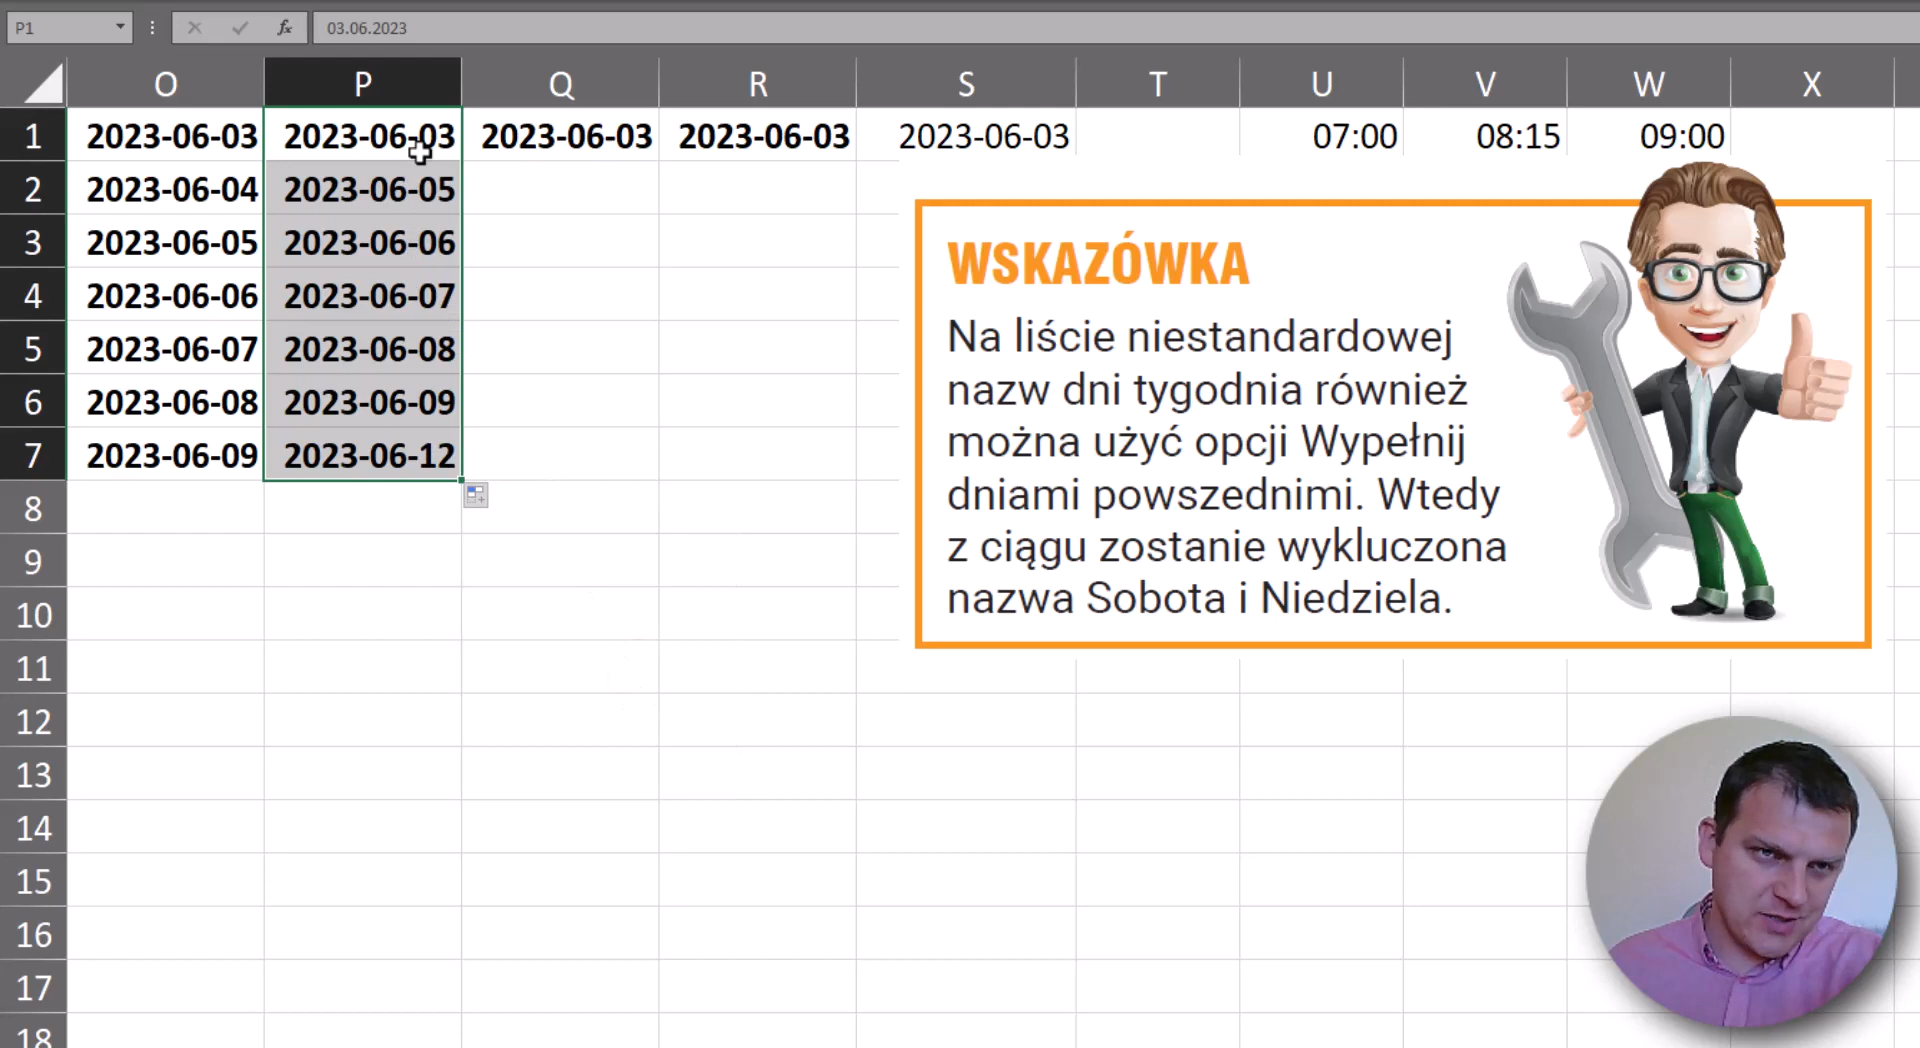 P1 fx 03.06.2023
O P Q R S T U V W X
1 2023-06-03 2023-06-03 2023-06-03 2023-06-03 2023-06-03 07:00 08:15 09:00
2 2023-06-04 2023-06-05
3 2023-06-05 2023-06-06
4 2023-06-06 2023-06-07
5 2023-06-07 2023-06-08
6 2023-06-08 2023-06-09
7 2023-06-09 2023-06-12
8
9
10
11
12
13
14
15
16
17
18
WSKAZÓWKA
Na liście niestandardowej
nazw dni tygodnia również
można użyć opcji Wypełnij
dniami powszednimi. Wtedy
z ciągu zostanie wykluczona
nazwa Sobota i Niedziela.